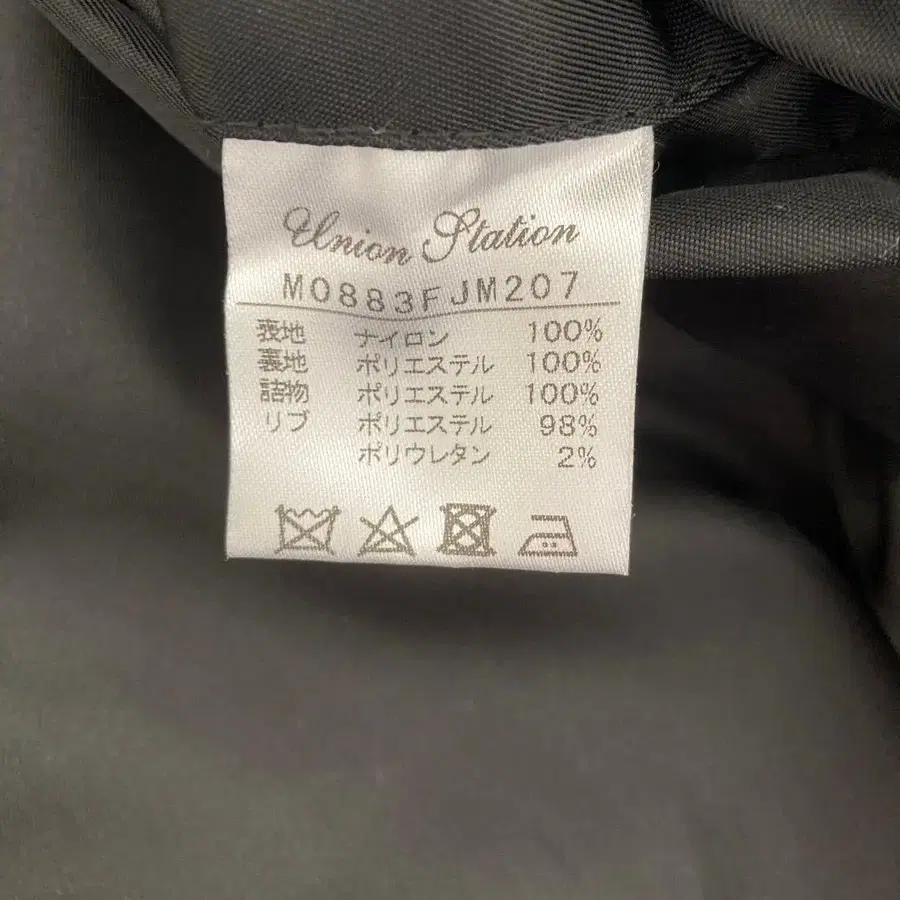 Union Station
M0883FJM207
表地 ナイロン 100%
裏地 ポリエステル 100%
詰物 ポリエステル 100%
リブ ポリエステル 98%
ポリウレタン 2%